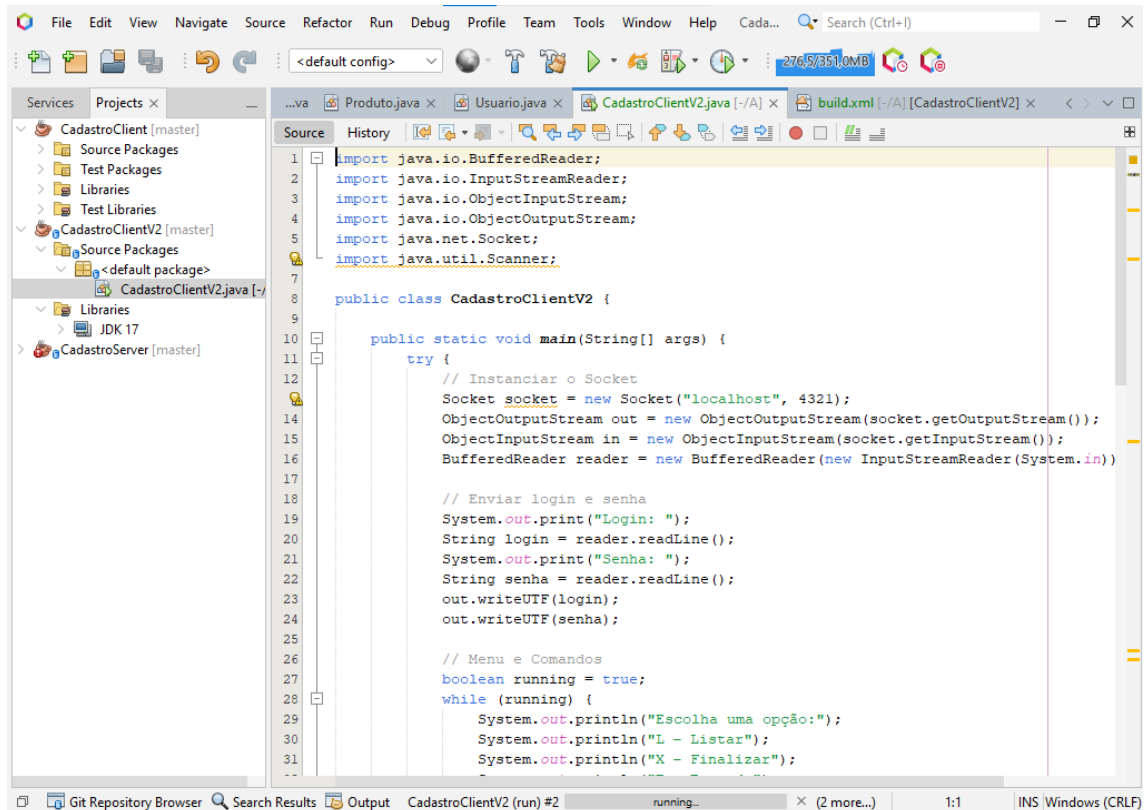 File Edit View Navigate Source Refactor Run Debug Profile Team Tools Window Help Cada... Search (Ctrl+I)
<default config> 276,5/351,0MB
Services Projects
...va Produto.java Usuario.java CadastroClientV2.java [-/A] build.xml [-/A] [CadastroClientV2]
Source History
CadastroClient [master]
Source Packages
Test Packages
Libraries
Test Libraries
CadastroClientV2 [master]
Source Packages
<default package>
CadastroClientV2.java [-/
Libraries
JDK 17
CadastroServer [master]
1 import java.io.BufferedReader;
2 import java.io.InputStreamReader;
3 import java.io.ObjectInputStream;
4 import java.io.ObjectOutputStream;
5 import java.net.Socket;
import java.util.Scanner;
7
8 public class CadastroClientV2 {
9
10 public static void main(String[] args) {
11 try {
12 // Instanciar o Socket
Socket socket = new Socket("localhost", 4321);
14 ObjectOutputStream out = new ObjectOutputStream(socket.getOutputStream());
15 ObjectInputStream in = new ObjectInputStream(socket.getInputStream());
16 BufferedReader reader = new BufferedReader(new InputStreamReader(System.in))
17
18 // Enviar login e senha
19 System.out.print("Login: ");
20 String login = reader.readLine();
21 System.out.print("Senha: ");
22 String senha = reader.readLine();
23 out.writeUTF(login);
24 out.writeUTF(senha);
25
26 // Menu e Comandos
27 boolean running = true;
28 while (running) {
29 System.out.println("Escolha uma opção:");
30 System.out.println("L - Listar");
31 System.out.println("X - Finalizar");
Git Repository Browser Search Results Output CadastroClientV2 (run) #2 running... (2 more...) 1:1 INS Windows (CRLF)